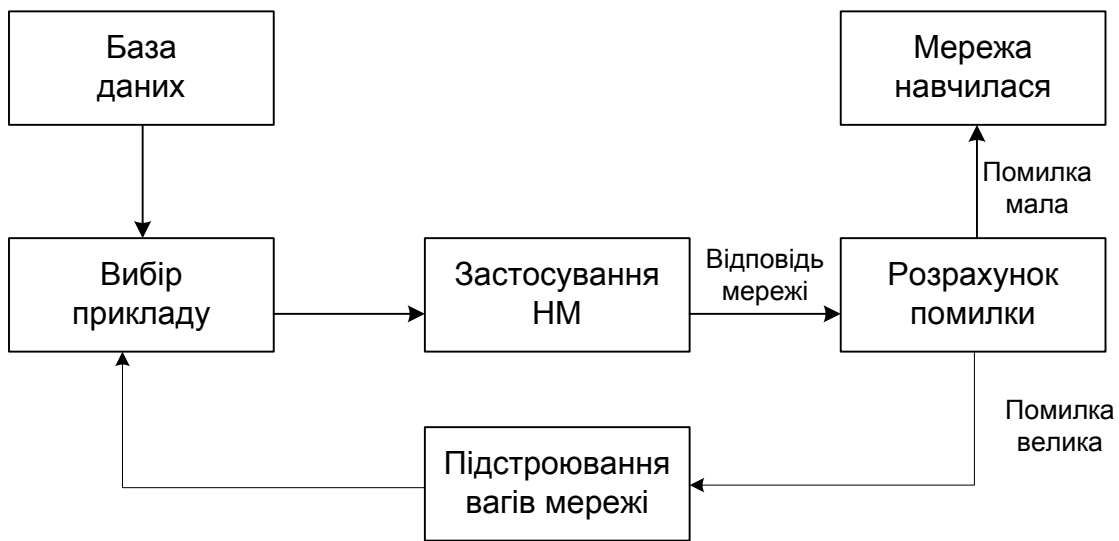 База
даних
Мережа
навчилася
Помилка
мала
Вибір
прикладу
Застосування
НМ
Відповідь
мережі
Розрахунок
помилки
Помилка
велика
Підстроювання
вагів мережі